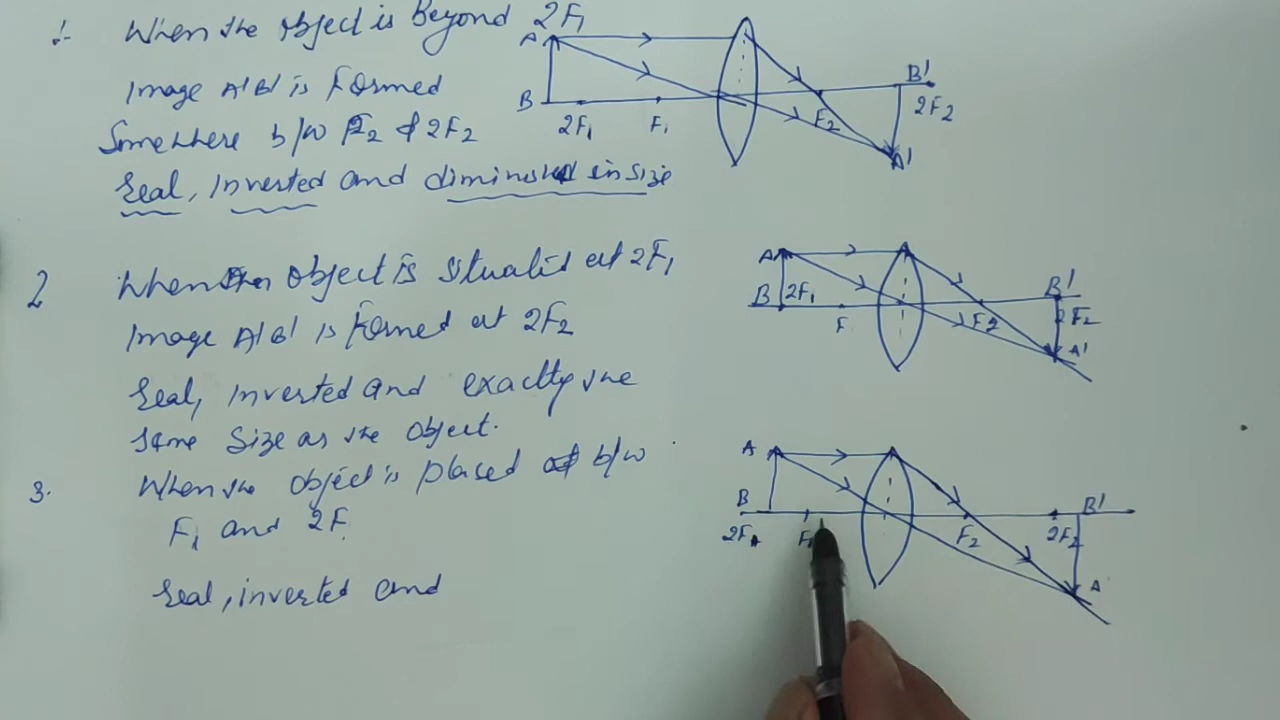 1. When the object is Beyond 2F1
Image A'B' is Formed
Somewhere b/w F2 & 2F2
real, Inverted and diminished in size
A
B
2F1
F1
F2
B'
2F2
A'
2 When the object is situated at 2F1
Image A'B' is Formed at 2F2
real, inverted and exactly the
same size as the object.
A
B
2F1
F
F2
B'
2F2
A'
3. When the object is placed b/w
F1 and 2F
real, inverted and
A
B
2F1
F1
F2
2F2
B'
A